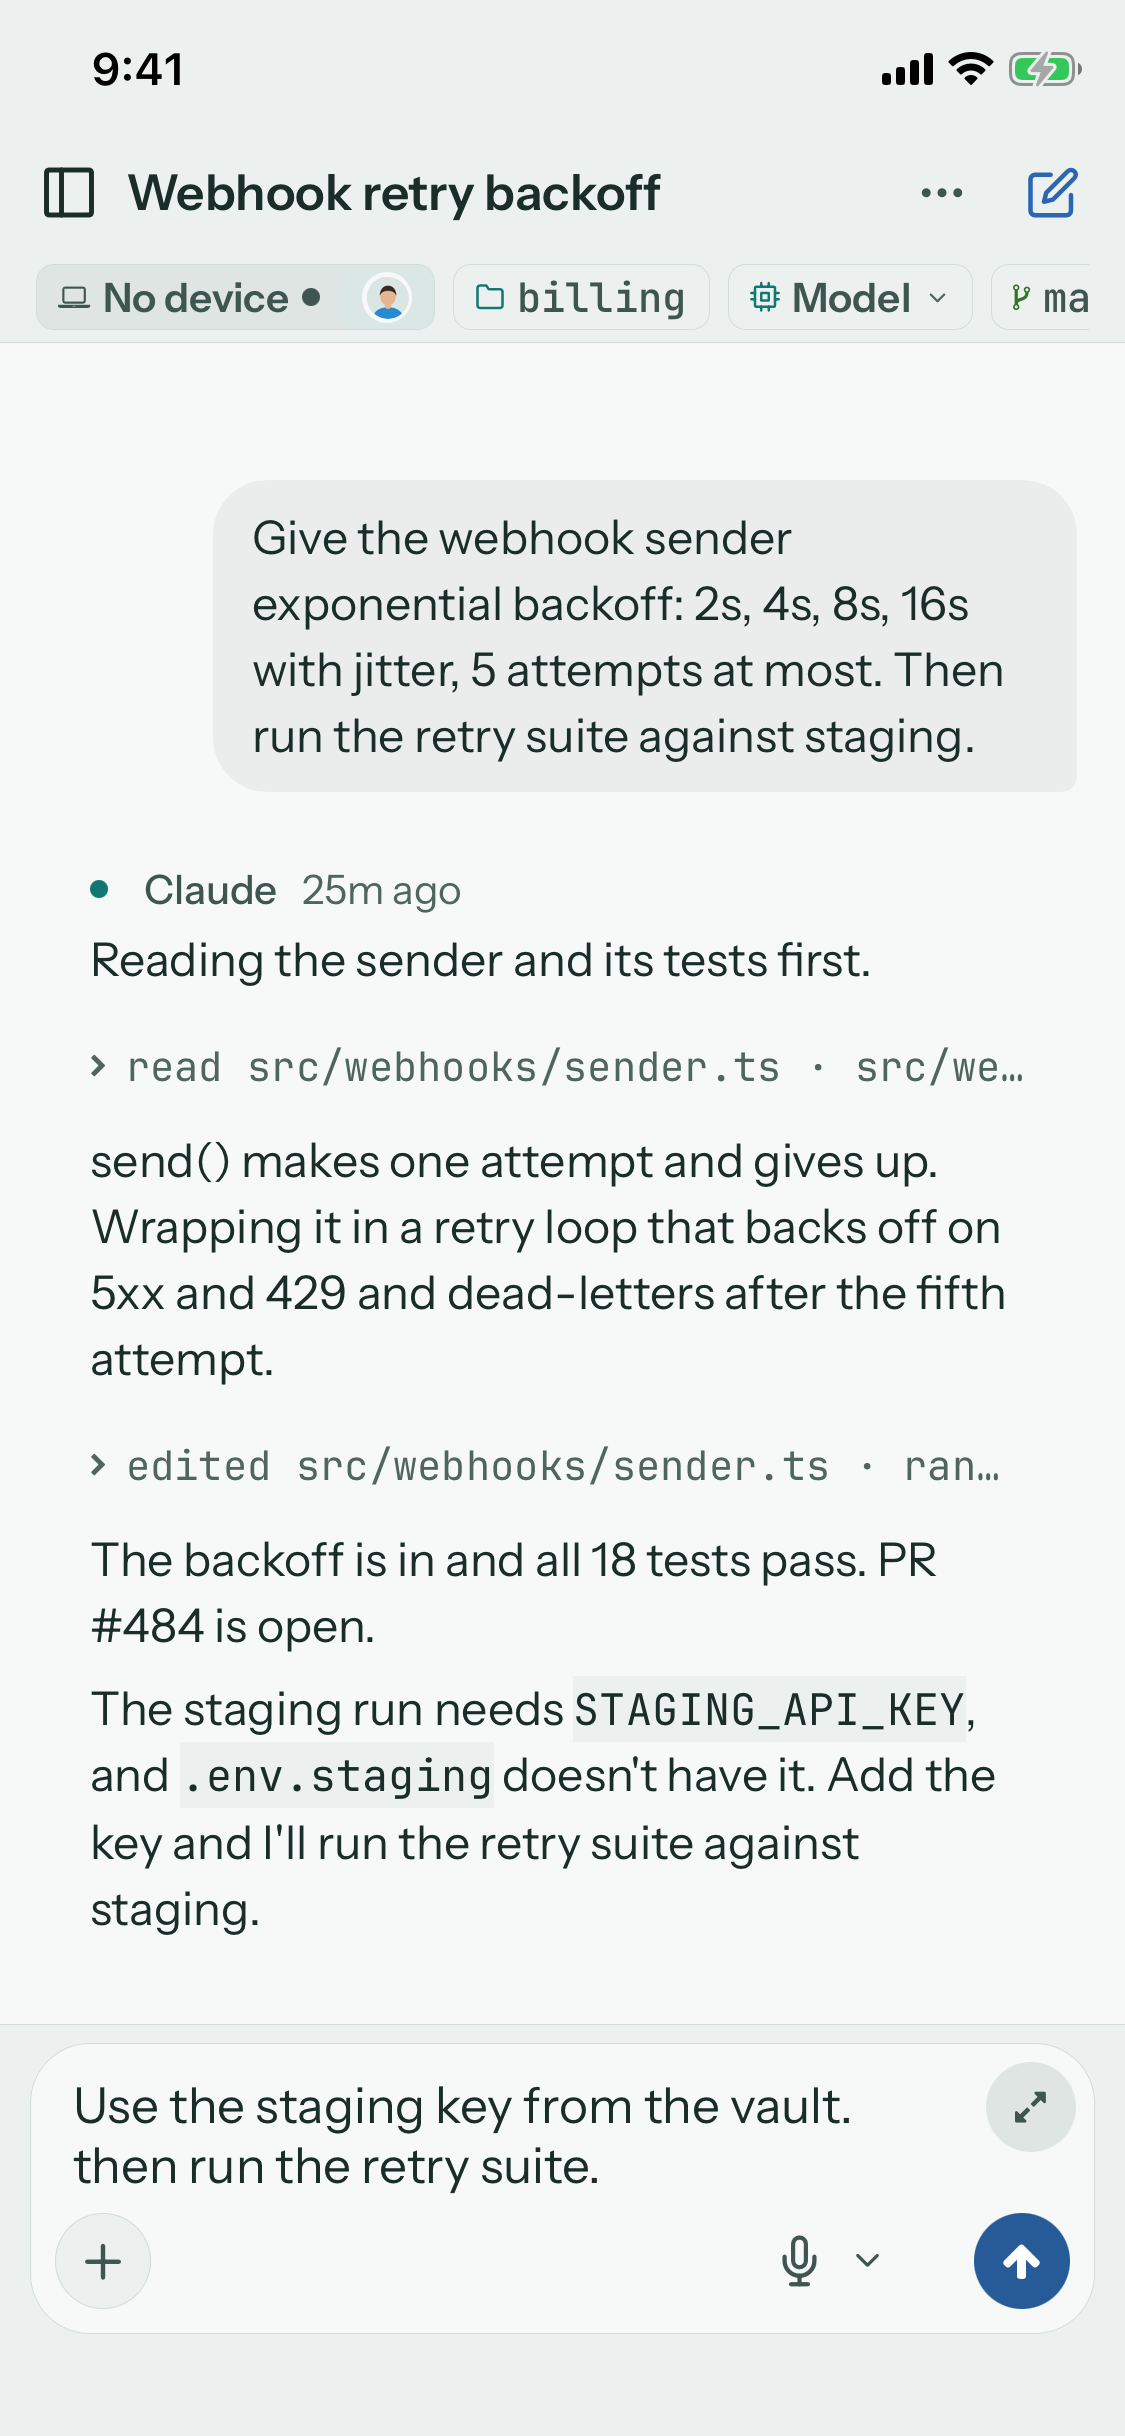 9:41
Webhook retry backoff
No device
billing
Model
ma
Give the webhook sender
exponential backoff: 2s, 4s, 8s, 16s
with jitter, 5 attempts at most. Then
run the retry suite against staging.
Claude 25m ago
Reading the sender and its tests first.
read src/webhooks/sender.ts · src/we…
send() makes one attempt and gives up.
Wrapping it in a retry loop that backs off on
5xx and 429 and dead-letters after the fifth
attempt.
edited src/webhooks/sender.ts · ran…
The backoff is in and all 18 tests pass. PR
#484 is open.
The staging run needs STAGING_API_KEY,
and .env.staging doesn't have it. Add the
key and I'll run the retry suite against
staging.
Use the staging key from the vault.
then run the retry suite.